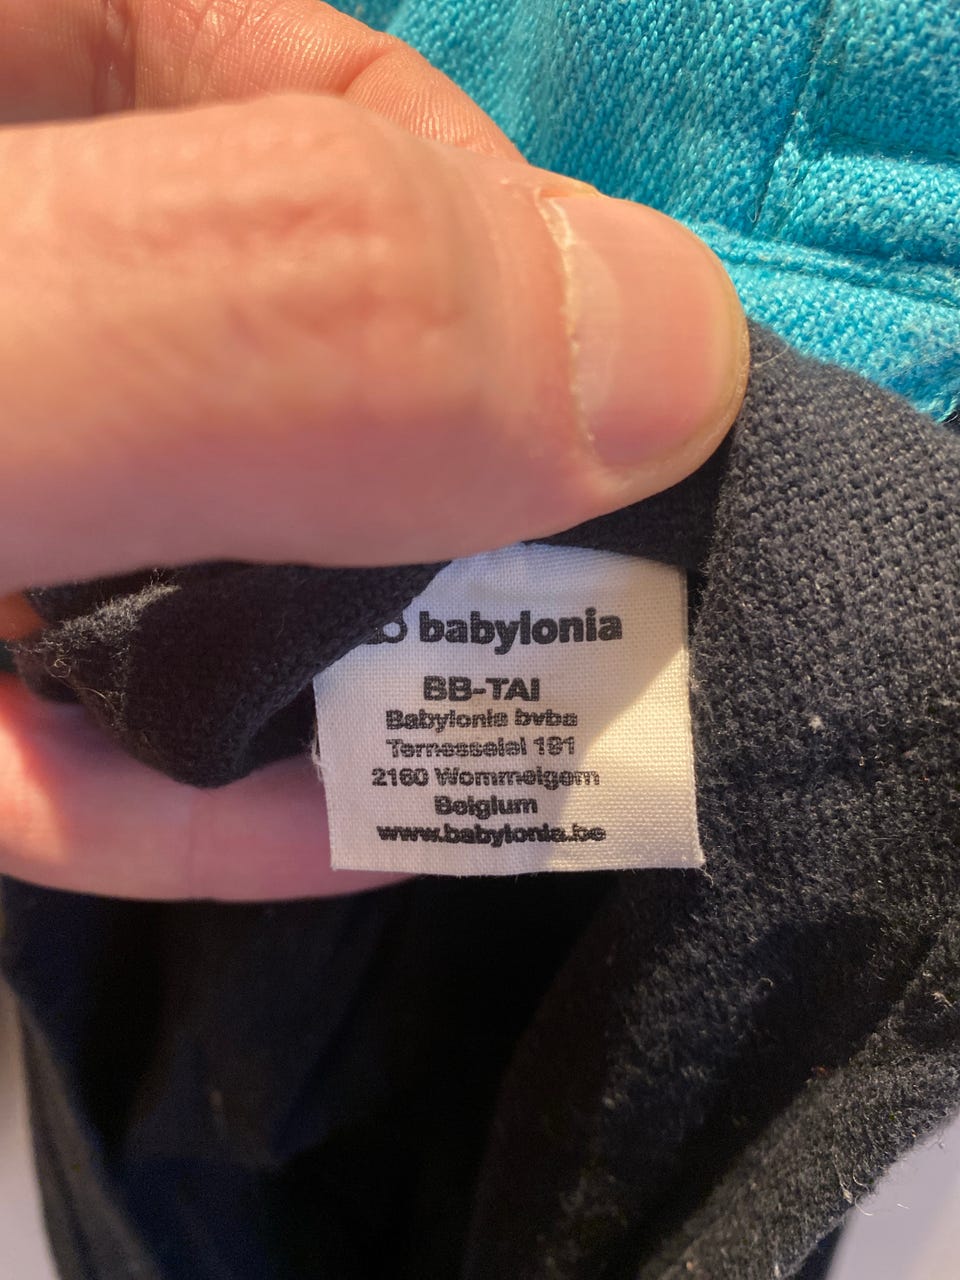 babylonia
BB-TAI
Babylonia bvba
Ternesselei 191
2160 Wommelgem
Belgium
www.babylonia.be